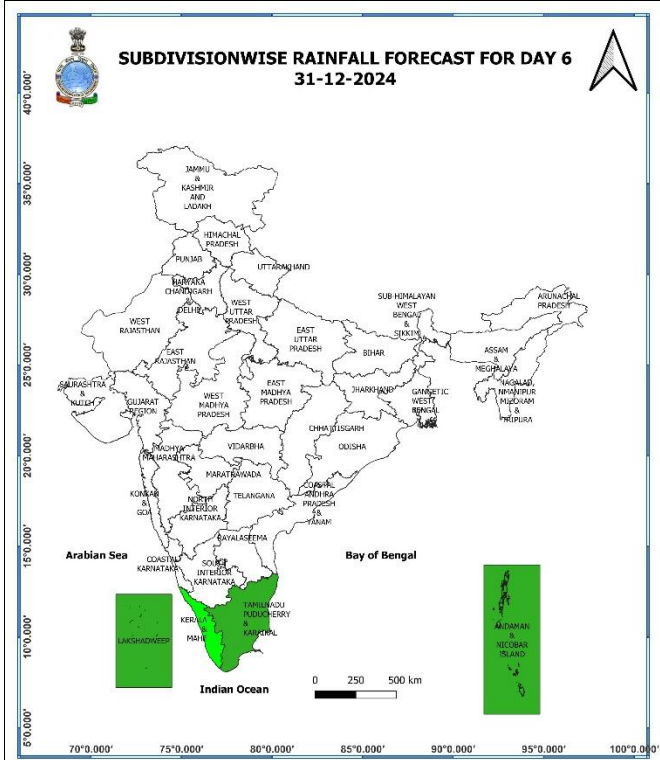 SUBDIVISIONWISE RAINFALL FORECAST FOR DAY 6
31-12-2024
40°0.000'
35°0.000'
30°0.000'
25°0.000'
20°0.000'
15°0.000'
10°0.000'
5°0.000'
JAMMU
&
KASHMIR
AND
LADAKH
HIMACHAL
PRADESH
PUNJAB
UTTARAKHAND
HARYANA
CHANDIGARH
&
DELHI
WEST
UTTAR
PRADESH
SUB HIMALAYAN
WEST
BENGAL
&
SIKKIM
ARUNACHAL
PRADESH
WEST
RAJASTHAN
EAST
RAJASTHAN
EAST
UTTAR
PRADESH
BIHAR
ASSAM
&
MEGHALAYA
SAURASHTRA
&
KUTCH
GUJARAT
REGION
WEST
MADHYA
PRADESH
EAST
MADHYA
PRADESH
JHARKHAND
GANGETIC
WEST
BENGAL
NAGALAD,
NMANIPUR
MIZORAM
&
TRIPURA
CHHATTISGARH
ODISHA
MADHYA
MAHARASHTRA
VIDARBHA
MARATHWADA
KONKAN
&
GOA
NORTH
INTERIOR
KARNATAKA
TELANGANA
COASTAL
ANDHRA
PRADESH
&
YANAM
RAYALASEEMA
Arabian Sea
Bay of Bengal
COASTAL
KARNATAKA
SOUTH
INTERIOR
KARNATAKA
LAKSHADWEEP
KERALA
&
MAHE
TAMILNADU
PUDUCHERRY
&
KARAIKAL
ANDAMAN
&
NICOBAR
ISLAND
Indian Ocean
0 250 500 km
70°0.000' 75°0.000' 80°0.000' 85°0.000' 90°0.000' 95°0.000' 100°0.000'